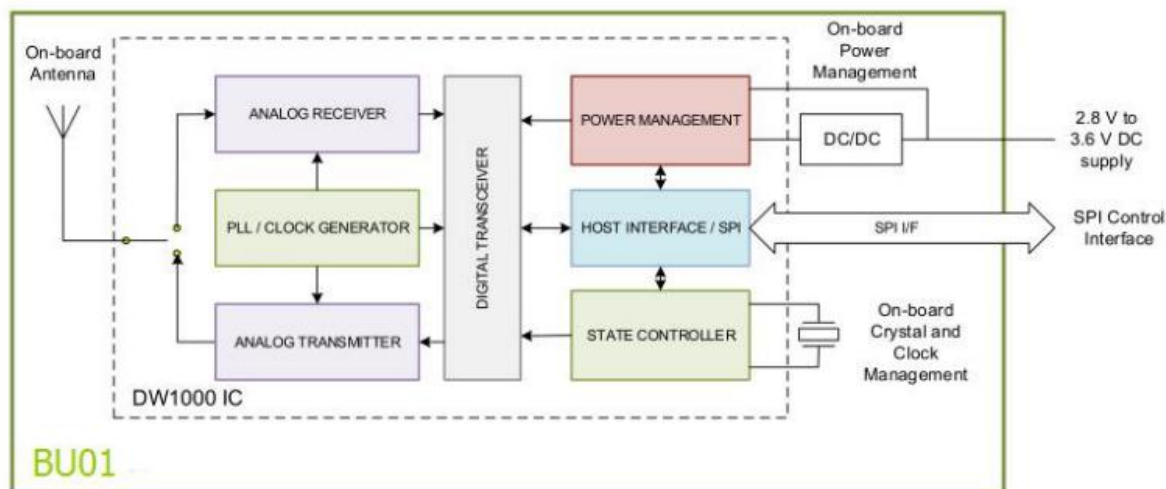 On-board
Antenna
ANALOG RECEIVER
PLL / CLOCK GENERATOR
ANALOG TRANSMITTER
DIGITAL TRANSCEIVER
POWER MANAGEMENT
HOST INTERFACE / SPI
STATE CONTROLLER
DW1000 IC
On-board
Power
Management
DC/DC
2.8 V to
3.6 V DC
supply
SPI I/F
SPI Control
Interface
On-board
Crystal and
Clock
Management
BU01